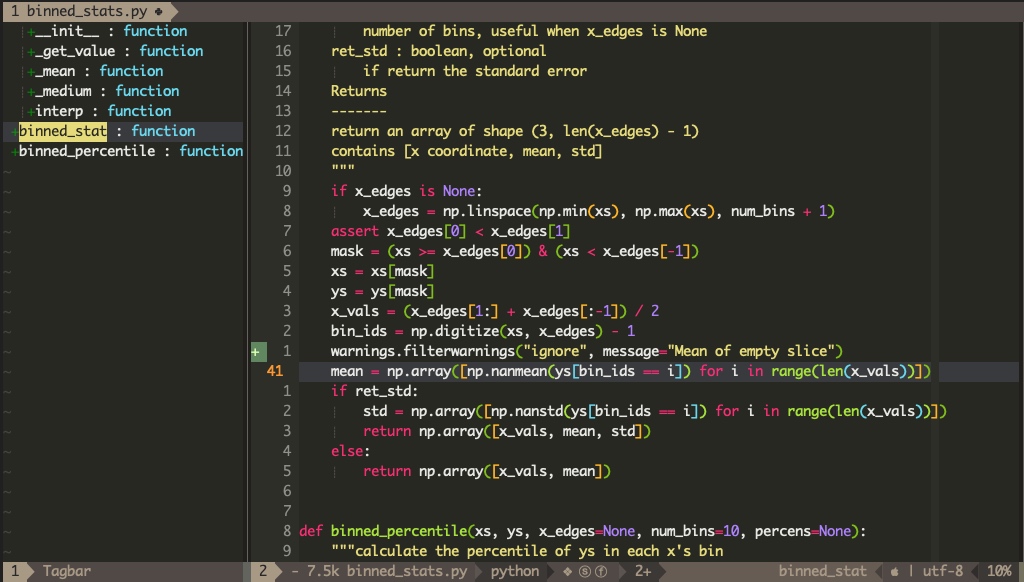 1 binned_stats.py ●
+__init__ : function
+_get_value : function
+_mean : function
+_medium : function
+interp : function
+binned_stat : function
+binned_percentile : function
17 number of bins, useful when x_edges is None
16 ret_std : boolean, optional
15 if return the standard error
14 Returns
13 -------
12 return an array of shape (3, len(x_edges) - 1)
11 contains [x coordinate, mean, std]
10 """
9 if x_edges is None:
8 x_edges = np.linspace(np.min(xs), np.max(xs), num_bins + 1)
7 assert x_edges[0] < x_edges[1]
6 mask = (xs >= x_edges[0]) & (xs < x_edges[-1])
5 xs = xs[mask]
4 ys = ys[mask]
3 x_vals = (x_edges[1:] + x_edges[:-1]) / 2
2 bin_ids = np.digitize(xs, x_edges) - 1
+ 1 warnings.filterwarnings("ignore", message="Mean of empty slice")
41 mean = np.array([np.nanmean(ys[bin_ids == i]) for i in range(len(x_vals))])
1 if ret_std:
2 std = np.array([np.nanstd(ys[bin_ids == i]) for i in range(len(x_vals))])
3 return np.array([x_vals, mean, std])
4 else:
5 return np.array([x_vals, mean])
6
7
8 def binned_percentile(xs, ys, x_edges=None, num_bins=10, percens=None):
9 """calculate the percentile of ys in each x's bin
1 Tagbar
2 - 7.5k binned_stats.py python ❖ ⓢ ⓕ 2+ binned_stat | utf-8 10%